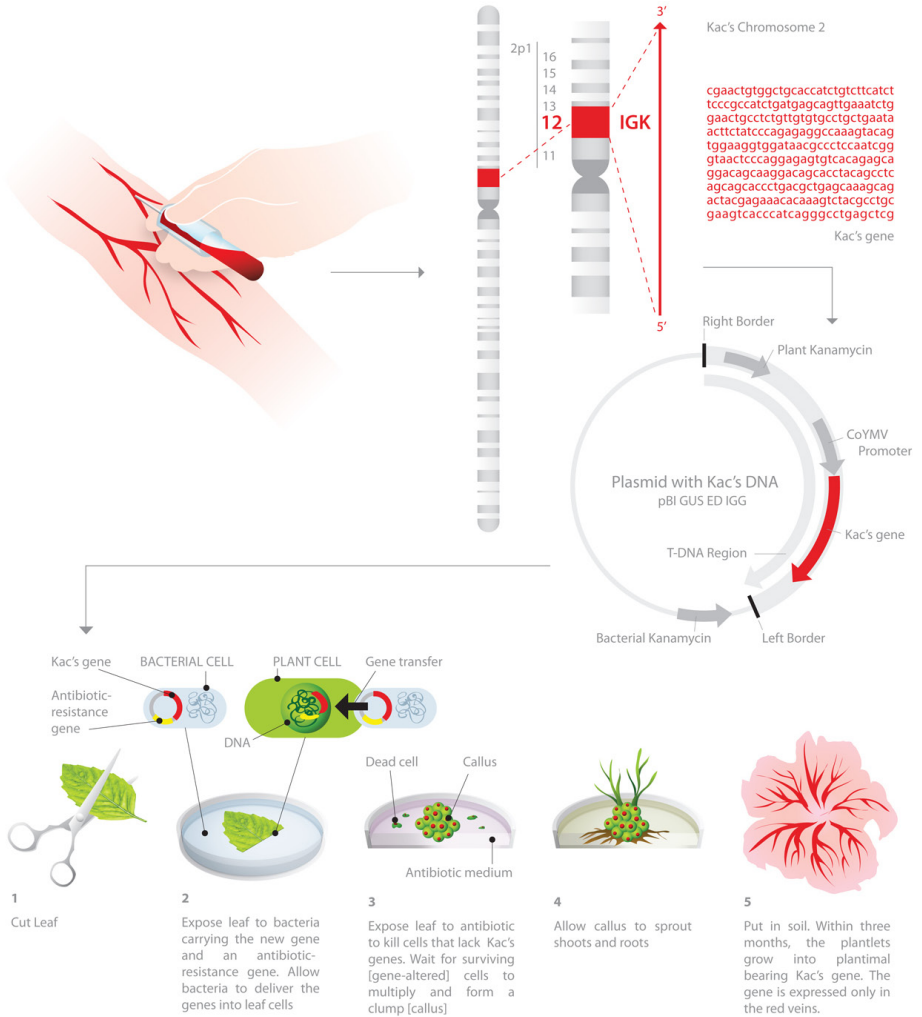 2p1
16
15
14
13
12
11
IGK
3’
5’
Kac’s Chromosome 2
cgaactgtggctgcaccatctgtcttcatct
tcccgccatctgatgagcagttgaaatctg
gaactgcctctgttgtgtgcctgctgaata
acttctatcccagagaggccaaagtacag
tggaaggtggataacgccctccaatcggg
gtaactcccaggagagtgtcacagagca
ggacagcaaggacagcacctacagcctc
agcagcaccctgacgctgagcaaagcag
actacgagaaacacaaagtctacgcctgc
gaagtcacccatcagggcctgagctcg
Kac’s gene
Right Border
Plant Kanamycin
CoYMV
Promoter
Plasmid with Kac’s DNA
pBI GUS ED IGG
Kac’s gene
T-DNA Region
Bacterial Kanamycin
Left Border
Kac’s gene
BACTERIAL CELL
PLANT CELL
Gene transfer
Antibiotic-
resistance
gene
DNA
Dead cell
Callus
Antibiotic medium
1
Cut Leaf
2
Expose leaf to bacteria
carrying the new gene
and an antibiotic-
resistance gene. Allow
bacteria to deliver the
genes into leaf cells
3
Expose leaf to antibiotic
to kill cells that lack Kac’s
genes. Wait for surviving
[gene-altered] cells to
multiply and form a
clump [callus]
4
Allow callus to sprout
shoots and roots
5
Put in soil. Within three
months, the plantlets
grow into plantimal
bearing Kac’s gene. The
gene is expressed only in
the red veins.